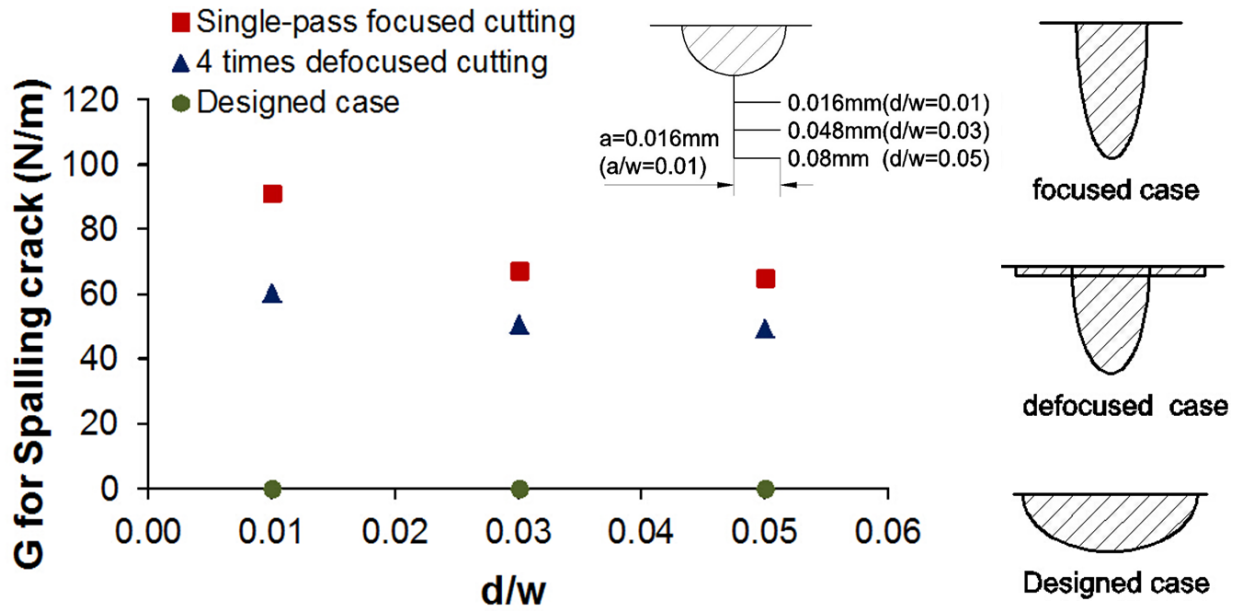 Single-pass focused cutting
4 times defocused cutting
Designed case
G for Spalling crack (N/m)
120
100
80
60
40
20
0
0.00 0.01 0.02 0.03 0.04 0.05 0.06
d/w
0.016mm(d/w=0.01)
0.048mm(d/w=0.03)
0.08mm (d/w=0.05)
a=0.016mm
(a/w=0.01)
focused case
defocused case
Designed case